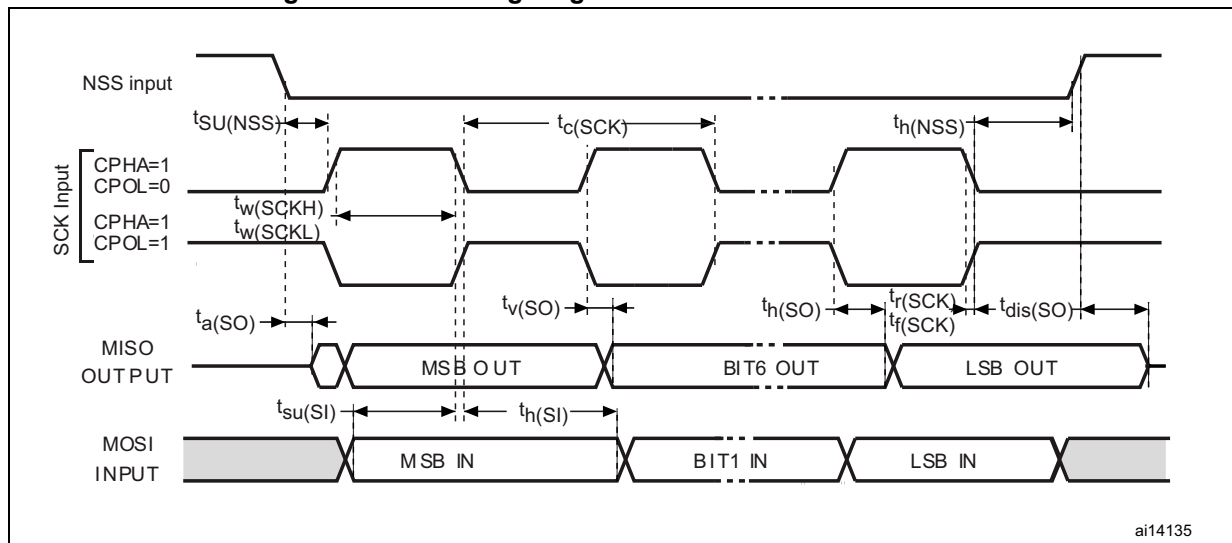 NSS input
tSU(NSS)
tc(SCK)
th(NSS)
SCK Input
CPHA=1
CPOL=0
CPHA=1
CPOL=1
tw(SCKH)
tw(SCKL)
ta(SO)
tv(SO)
th(SO)
tr(SCK)
tf(SCK)
tdis(SO)
MISO
OUTPUT
MSB OUT
BIT6 OUT
LSB OUT
tsu(SI)
th(SI)
MOSI
INPUT
MSB IN
BIT1 IN
LSB IN
ai14135